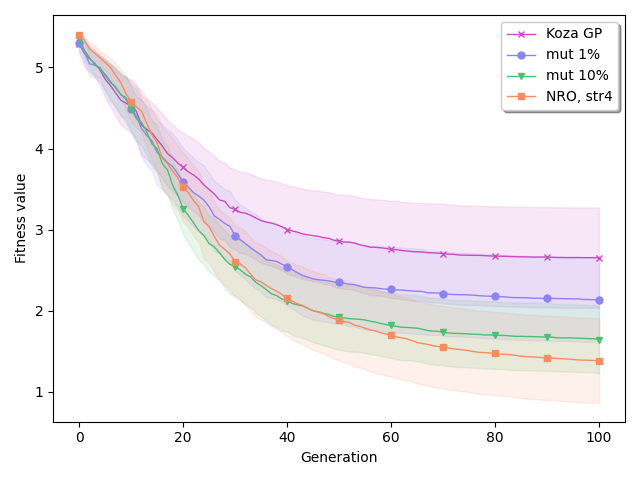 Koza GP
mut 1%
mut 10%
NRO, str4
Fitness value
5
4
3
2
1
0
20
40
60
80
100
Generation